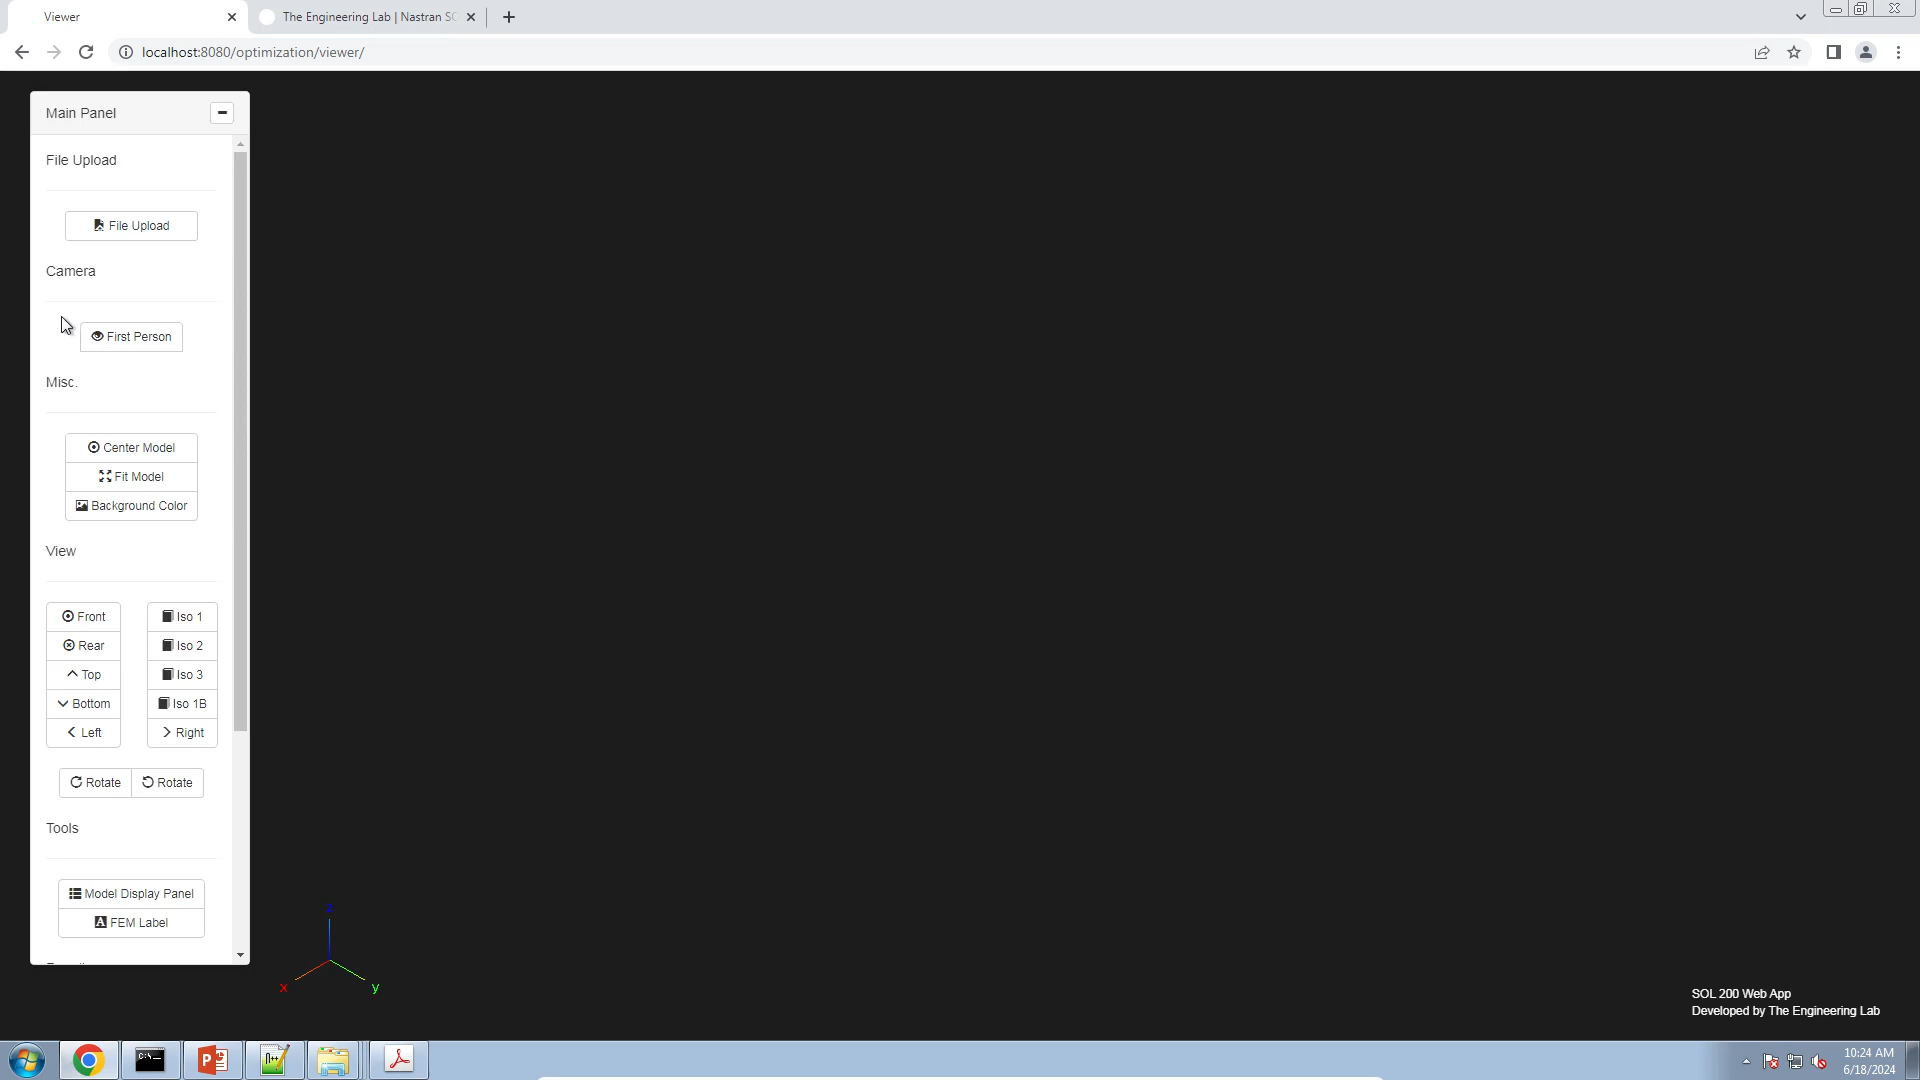 Viewer
The Engineering Lab | Nastran SC
localhost:8080/optimization/viewer/
Main Panel
File Upload
File Upload
Camera
First Person
Misc.
Center Model
Fit Model
Background Color
View
Front
Iso 1
Rear
Iso 2
Top
Iso 3
Bottom
Iso 1B
Left
Right
Rotate
Rotate
Tools
Model Display Panel
FEM Label
z
x
y
SOL 200 Web App
Developed by The Engineering Lab
10:24 AM
6/18/2024